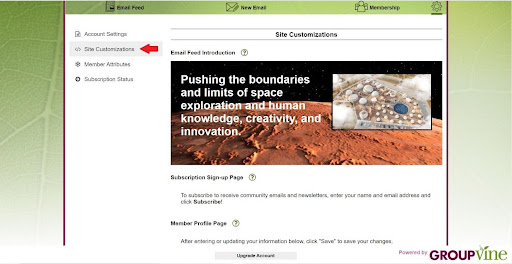 Email Feed New Email Membership
Account Settings
Site Customizations
Member Attributes
Subscription Status
Site Customizations
Email Feed Introduction ?
Pushing the boundaries
and limits of space
exploration and human
knowledge, creativity, and
innovation.
Subscription Sign-up Page ?
To subscribe to receive community emails and newsletters, enter your name and email address and
click Subscribe!
Member Profile Page ?
After entering or updating your information below, click "Save" to save your changes.
Upgrade Account
Powered by GROUPVine